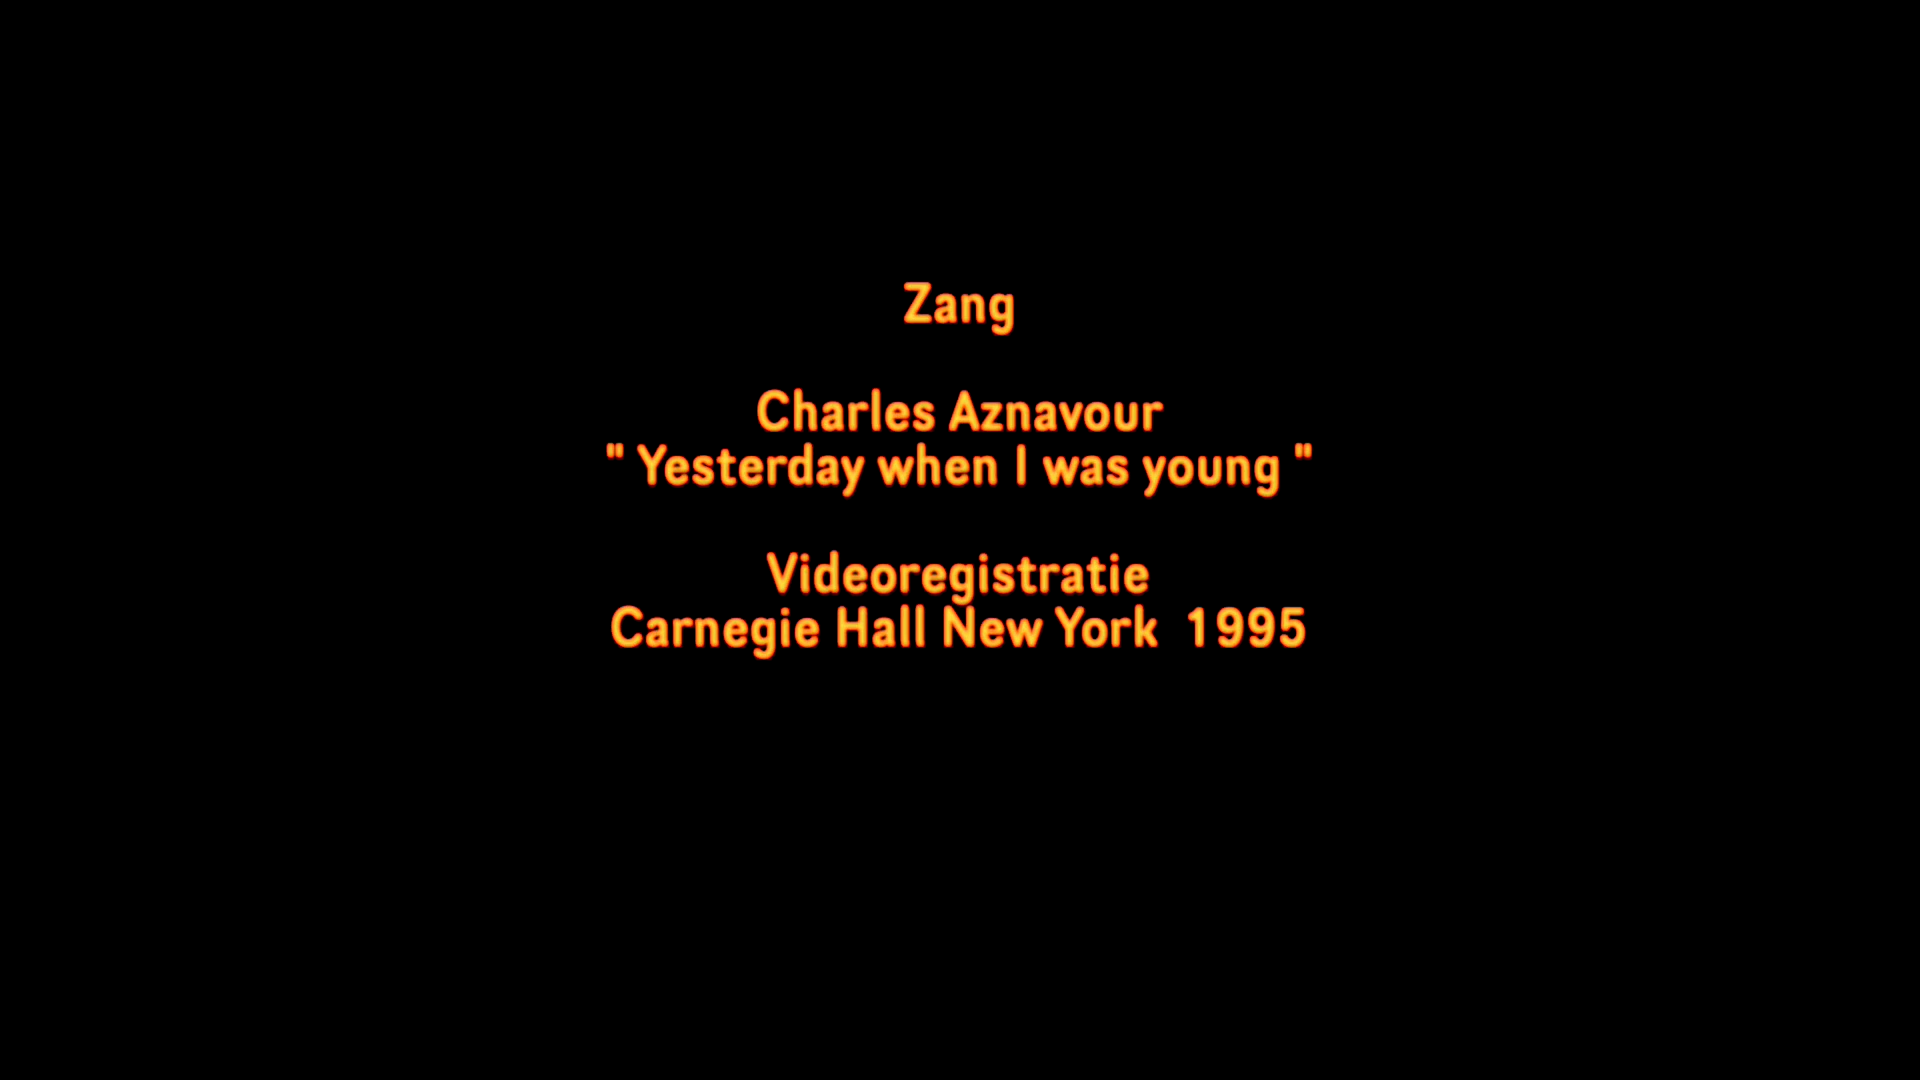 Zang
Charles Aznavour
" Yesterday when I was young "
Videoregistratie
Carnegie Hall New York  1995